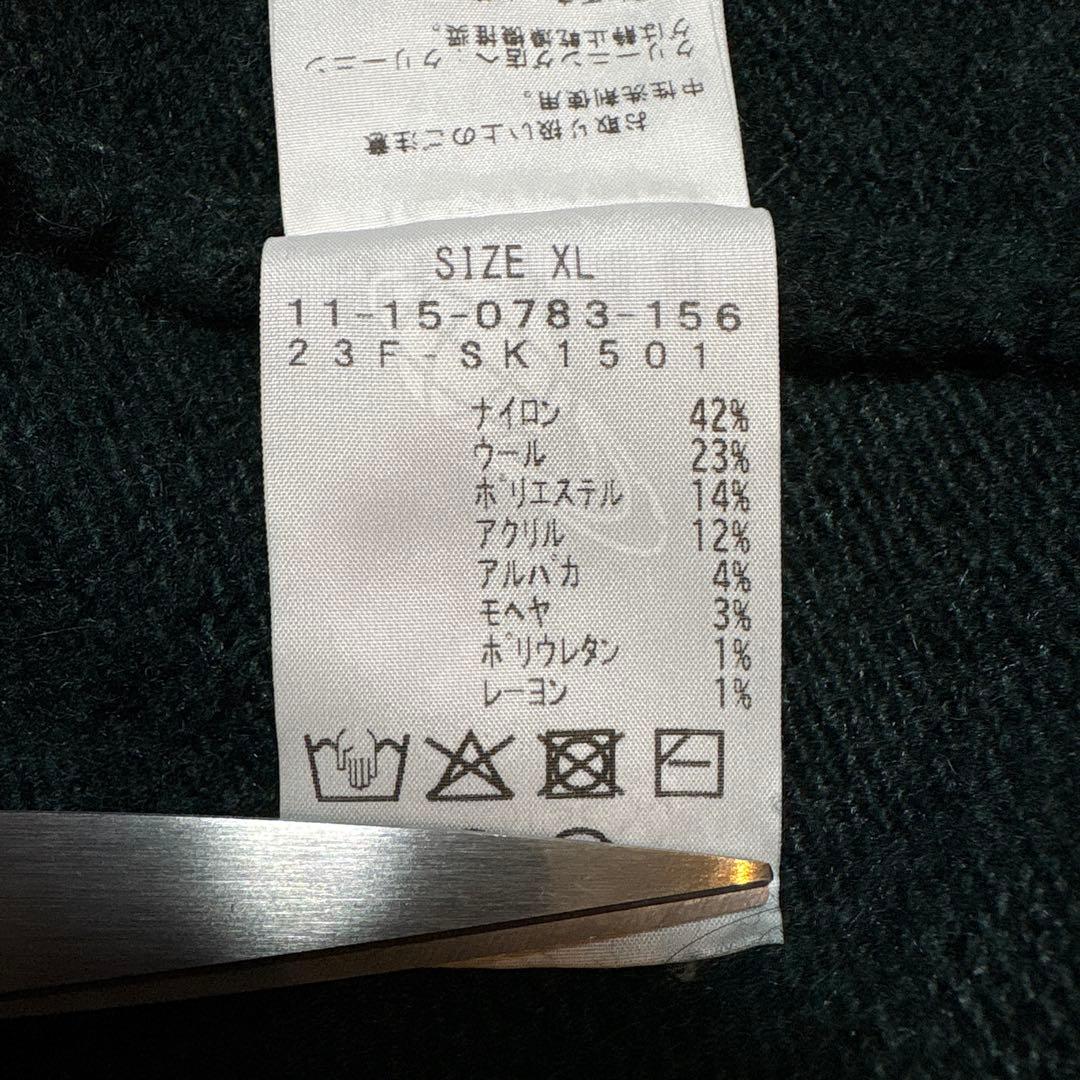 お取り扱い上のご注意
中性洗剤使用。
クリーニング店へ クリーニン
グは静止乾燥機推奨。
SIZE XL
11-15-0783-156
23F-SK1501
ナイロン 42%
ウール 23%
ポリエステル 14%
アクリル 12%
アルパカ 4%
モヘヤ 3%
ポリウレタン 1%
レーヨン 1%